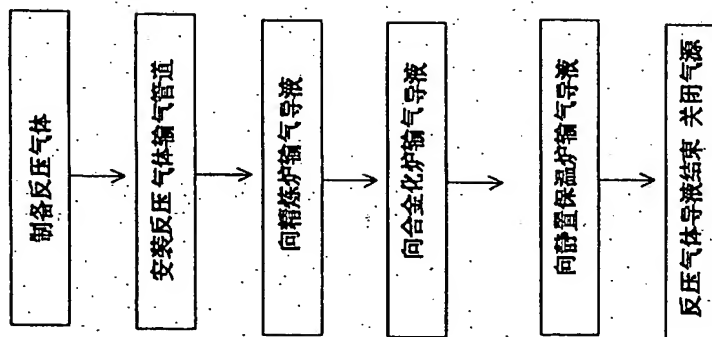 制备反压气体
安装反压气体输气管道
向精炼炉输气导液
向合金化炉输气导液
向静置保温炉输气导液
反压气体导液结束 关闭气源